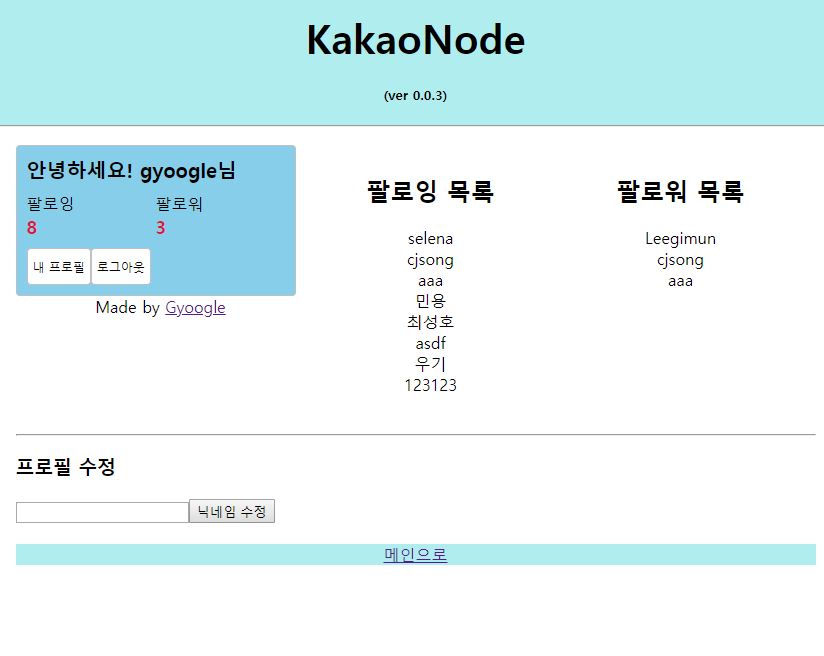 KakaoNode
(ver 0.0.3)
안녕하세요! gyoogle님
팔로잉 팔로워
8 3
내 프로필 로그아웃
Made by Gyoogle
팔로잉 목록
selena
cjsong
aaa
민용
최성호
asdf
우기
123123
팔로워 목록
Leegimun
cjsong
aaa
프로필 수정
닉네임 수정
메인으로